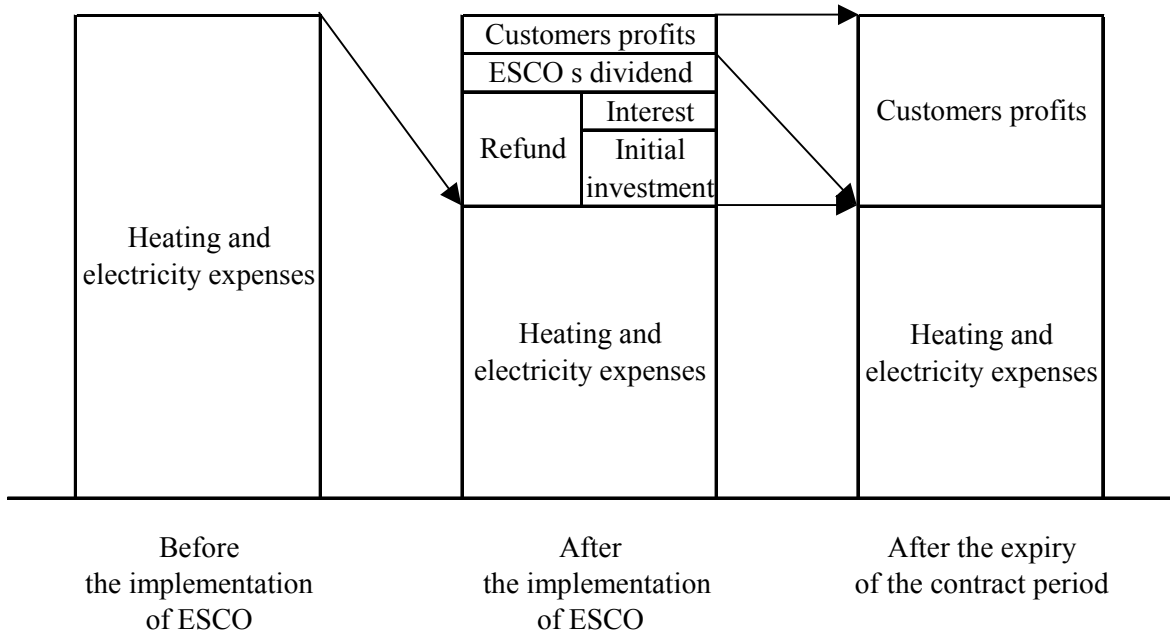 Heating and
electricity expenses
Customers profits
ESCO s dividend
Refund
Interest
Initial
investment
Heating and
electricity expenses
Customers profits
Heating and
electricity expenses
Before
the implementation
of ESCO
After
the implementation
of ESCO
After the expiry
of the contract period